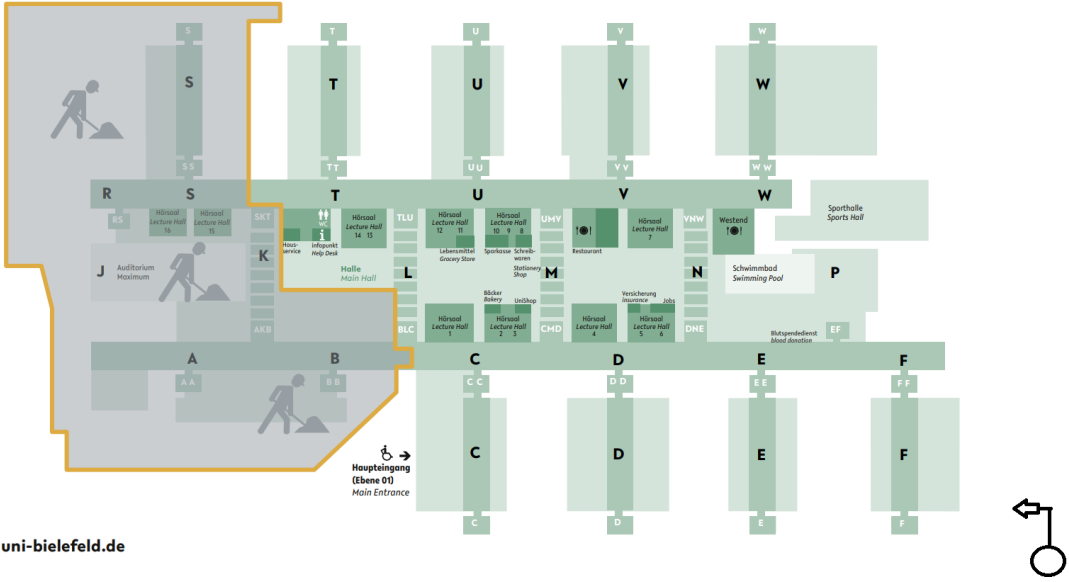 S
T
U
V
W
S
T
U
V
W
SS
TT
UU
VV
WW
R
S
T
U
V
W
RS
Hörsaal
Lecture Hall
16
Hörsaal
Lecture Hall
15
SKT
WC
Hörsaal
Lecture Hall
14 13
TLU
Hörsaal
Lecture Hall
12 11
Hörsaal
Lecture Hall
10 9 8
UMV
Hörsaal
Lecture Hall
7
VNW
Westend
Sporthalle
Sports Hall
Haus-
service
Infopunkt
Help Desk
Lebensmittel
Grocery Store
Sparkasse
Schreib-
waren
Stationery
Shop
Restaurant
J
Auditorium
Maximum
K
Halle
Main Hall
L
M
N
Schwimmbad
Swimming Pool
P
Bäcker
Bakery
UniShop
Versicherung
insurance
Jobs
AKB
BLC
Hörsaal
Lecture Hall
1
Hörsaal
Lecture Hall
2 3
CMD
Hörsaal
Lecture Hall
4
Hörsaal
Lecture Hall
5 6
DNE
Blutspendedienst
blood donation
EF
A
B
C
D
E
F
AA
BB
CC
DD
EE
FF
C
D
E
F
Haupteingang
(Ebene 01)
Main Entrance
C
D
E
F
uni-bielefeld.de